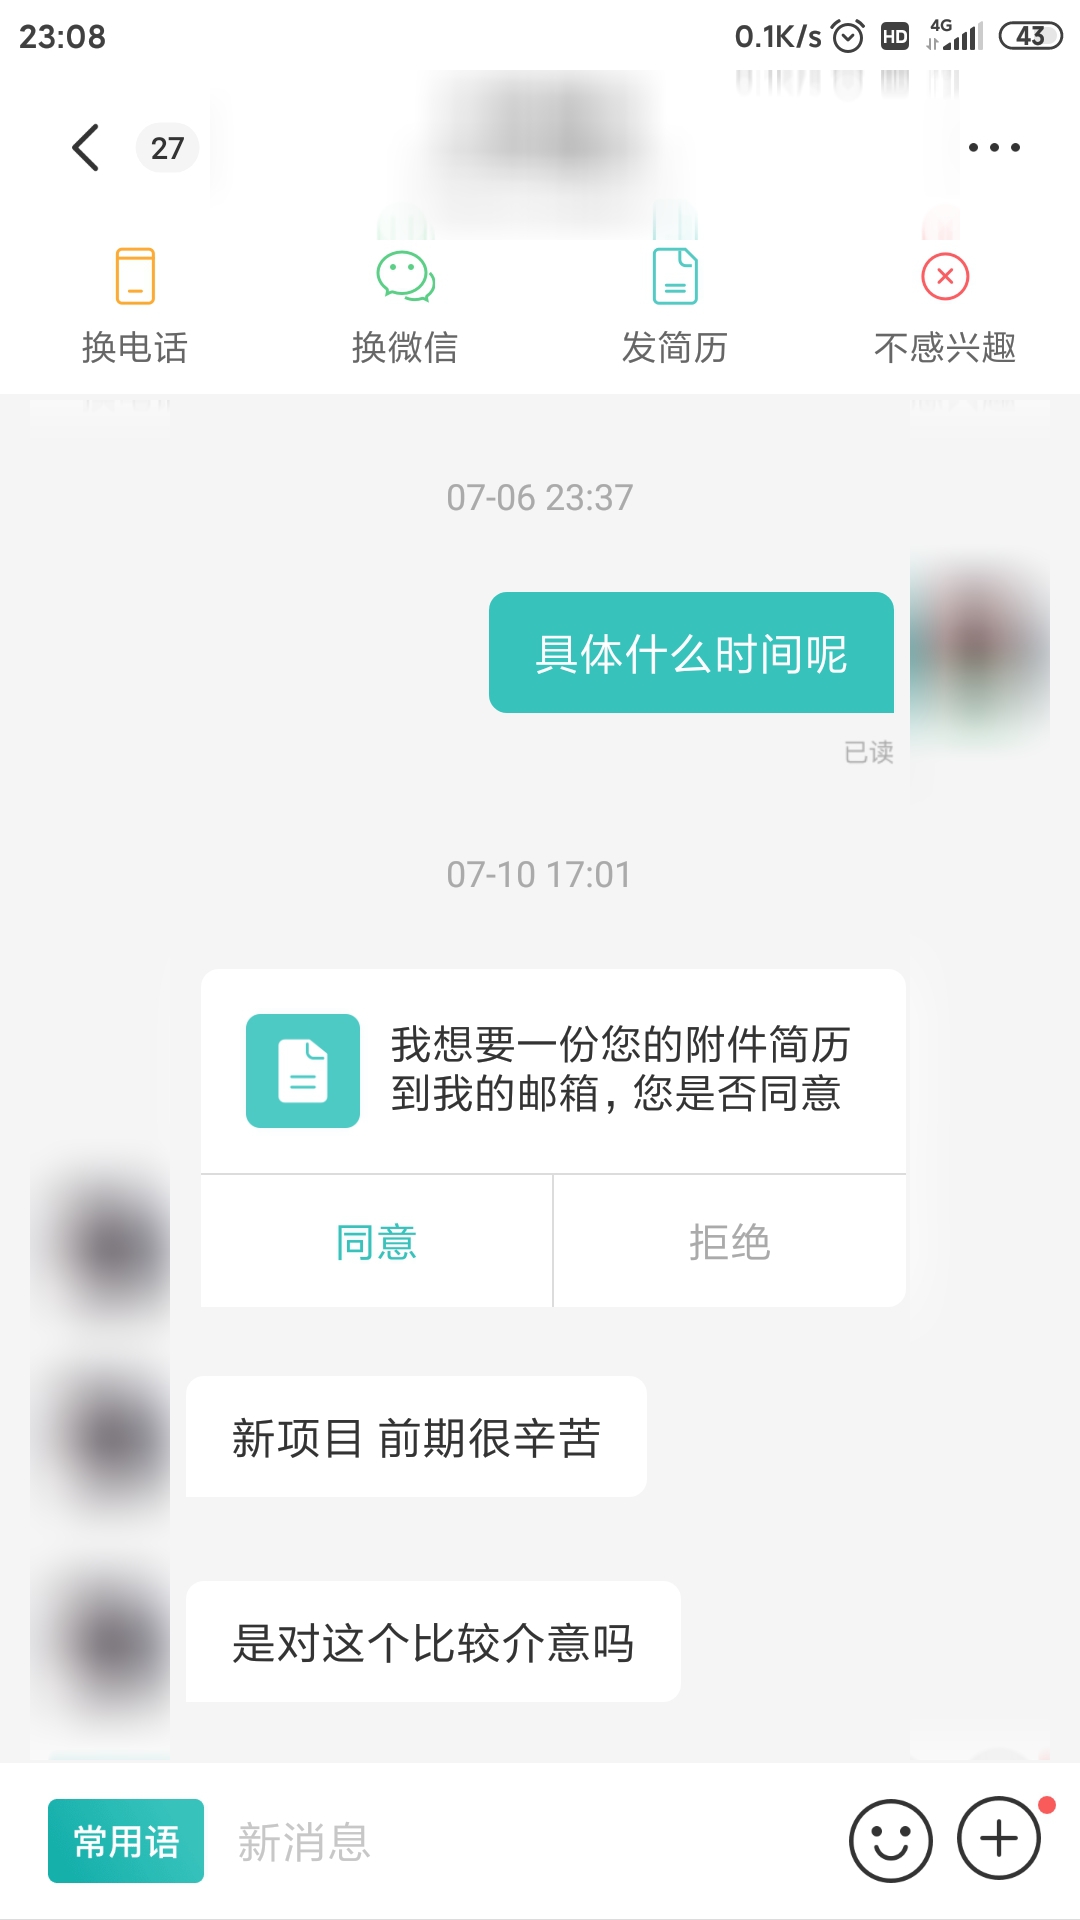 23:08
0.1K/s HD 4G 43
27
换电话 换微信 发简历 不感兴趣
07-06 23:37
具体什么时间呢
已读
07-10 17:01
我想要一份您的附件简历
到我的邮箱，您是否同意
同意 拒绝
新项目 前期很辛苦
是对这个比较介意吗
常用语 新消息